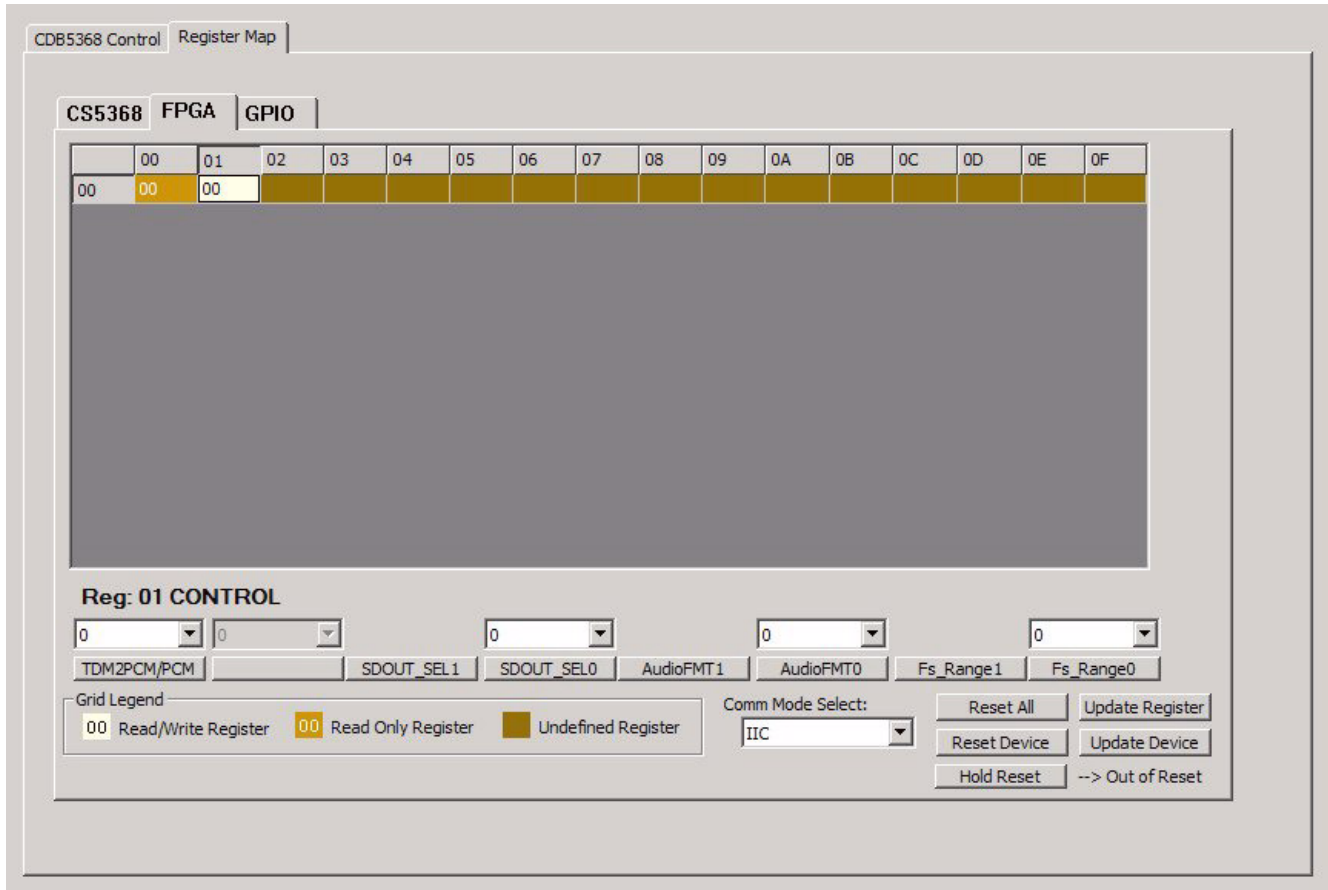 CDB5368 Control Register Map
CS5368 FPGA GPIO
00 01 02 03 04 05 06 07 08 09 0A 0B 0C 0D 0E 0F
00 00 00
Reg: 01 CONTROL
0 0 0 0 0
TDM2PCM/PCM SDOUT_SEL1 SDOUT_SEL0 AudioFMT1 AudioFMT0 Fs_Range1 Fs_Range0
Grid Legend
00 Read/Write Register 00 Read Only Register Undefined Register
Comm Mode Select:
IIC
Reset All Update Register
Reset Device Update Device
Hold Reset --> Out of Reset